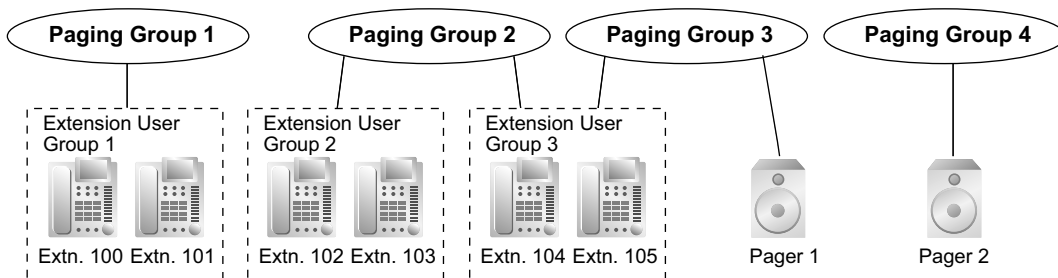 Paging Group 1
Paging Group 2
Paging Group 3
Paging Group 4
Extension User
Group 1
Extension User
Group 2
Extension User
Group 3
Extn. 100 Extn. 101
Extn. 102 Extn. 103
Extn. 104 Extn. 105
Pager 1
Pager 2